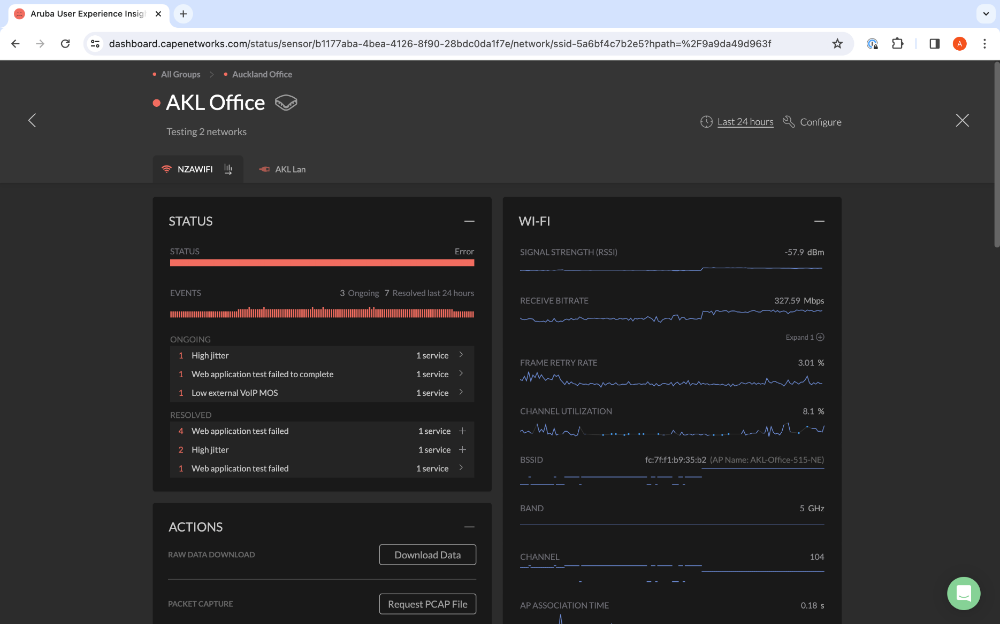 Aruba User Experience Insigh
dashboard.capenetworks.com/status/sensor/b1177aba-4bea-4126-8f90-28bdc0da1f7e/network/ssid-5a6bf4c7b2e5?hpath=%2F9a9da49d963f
A
All Groups
Auckland Office
AKL Office
Testing 2 networks
Last 24 hours
Configure
NZAWIFI
AKL Lan
STATUS
STATUS Error
EVENTS 3 Ongoing 7 Resolved last 24 hours
ONGOING
1 High jitter 1 service
1 Web application test failed to complete 1 service
1 Low external VoIP MOS 1 service
RESOLVED
4 Web application test failed 1 service
2 High jitter 1 service
1 Web application test failed 1 service
ACTIONS
RAW DATA DOWNLOAD Download Data
PACKET CAPTURE Request PCAP File
WI-FI
SIGNAL STRENGTH (RSSI) -57.9 dBm
RECEIVE BITRATE 327.59 Mbps
Expand 1
FRAME RETRY RATE 3.01 %
CHANNEL UTILIZATION 8.1 %
BSSID fc:7f:f1:b9:35:b2 (AP Name: AKL-Office-515-NE)
BAND 5 GHz
CHANNEL 104
AP ASSOCIATION TIME 0.18 s